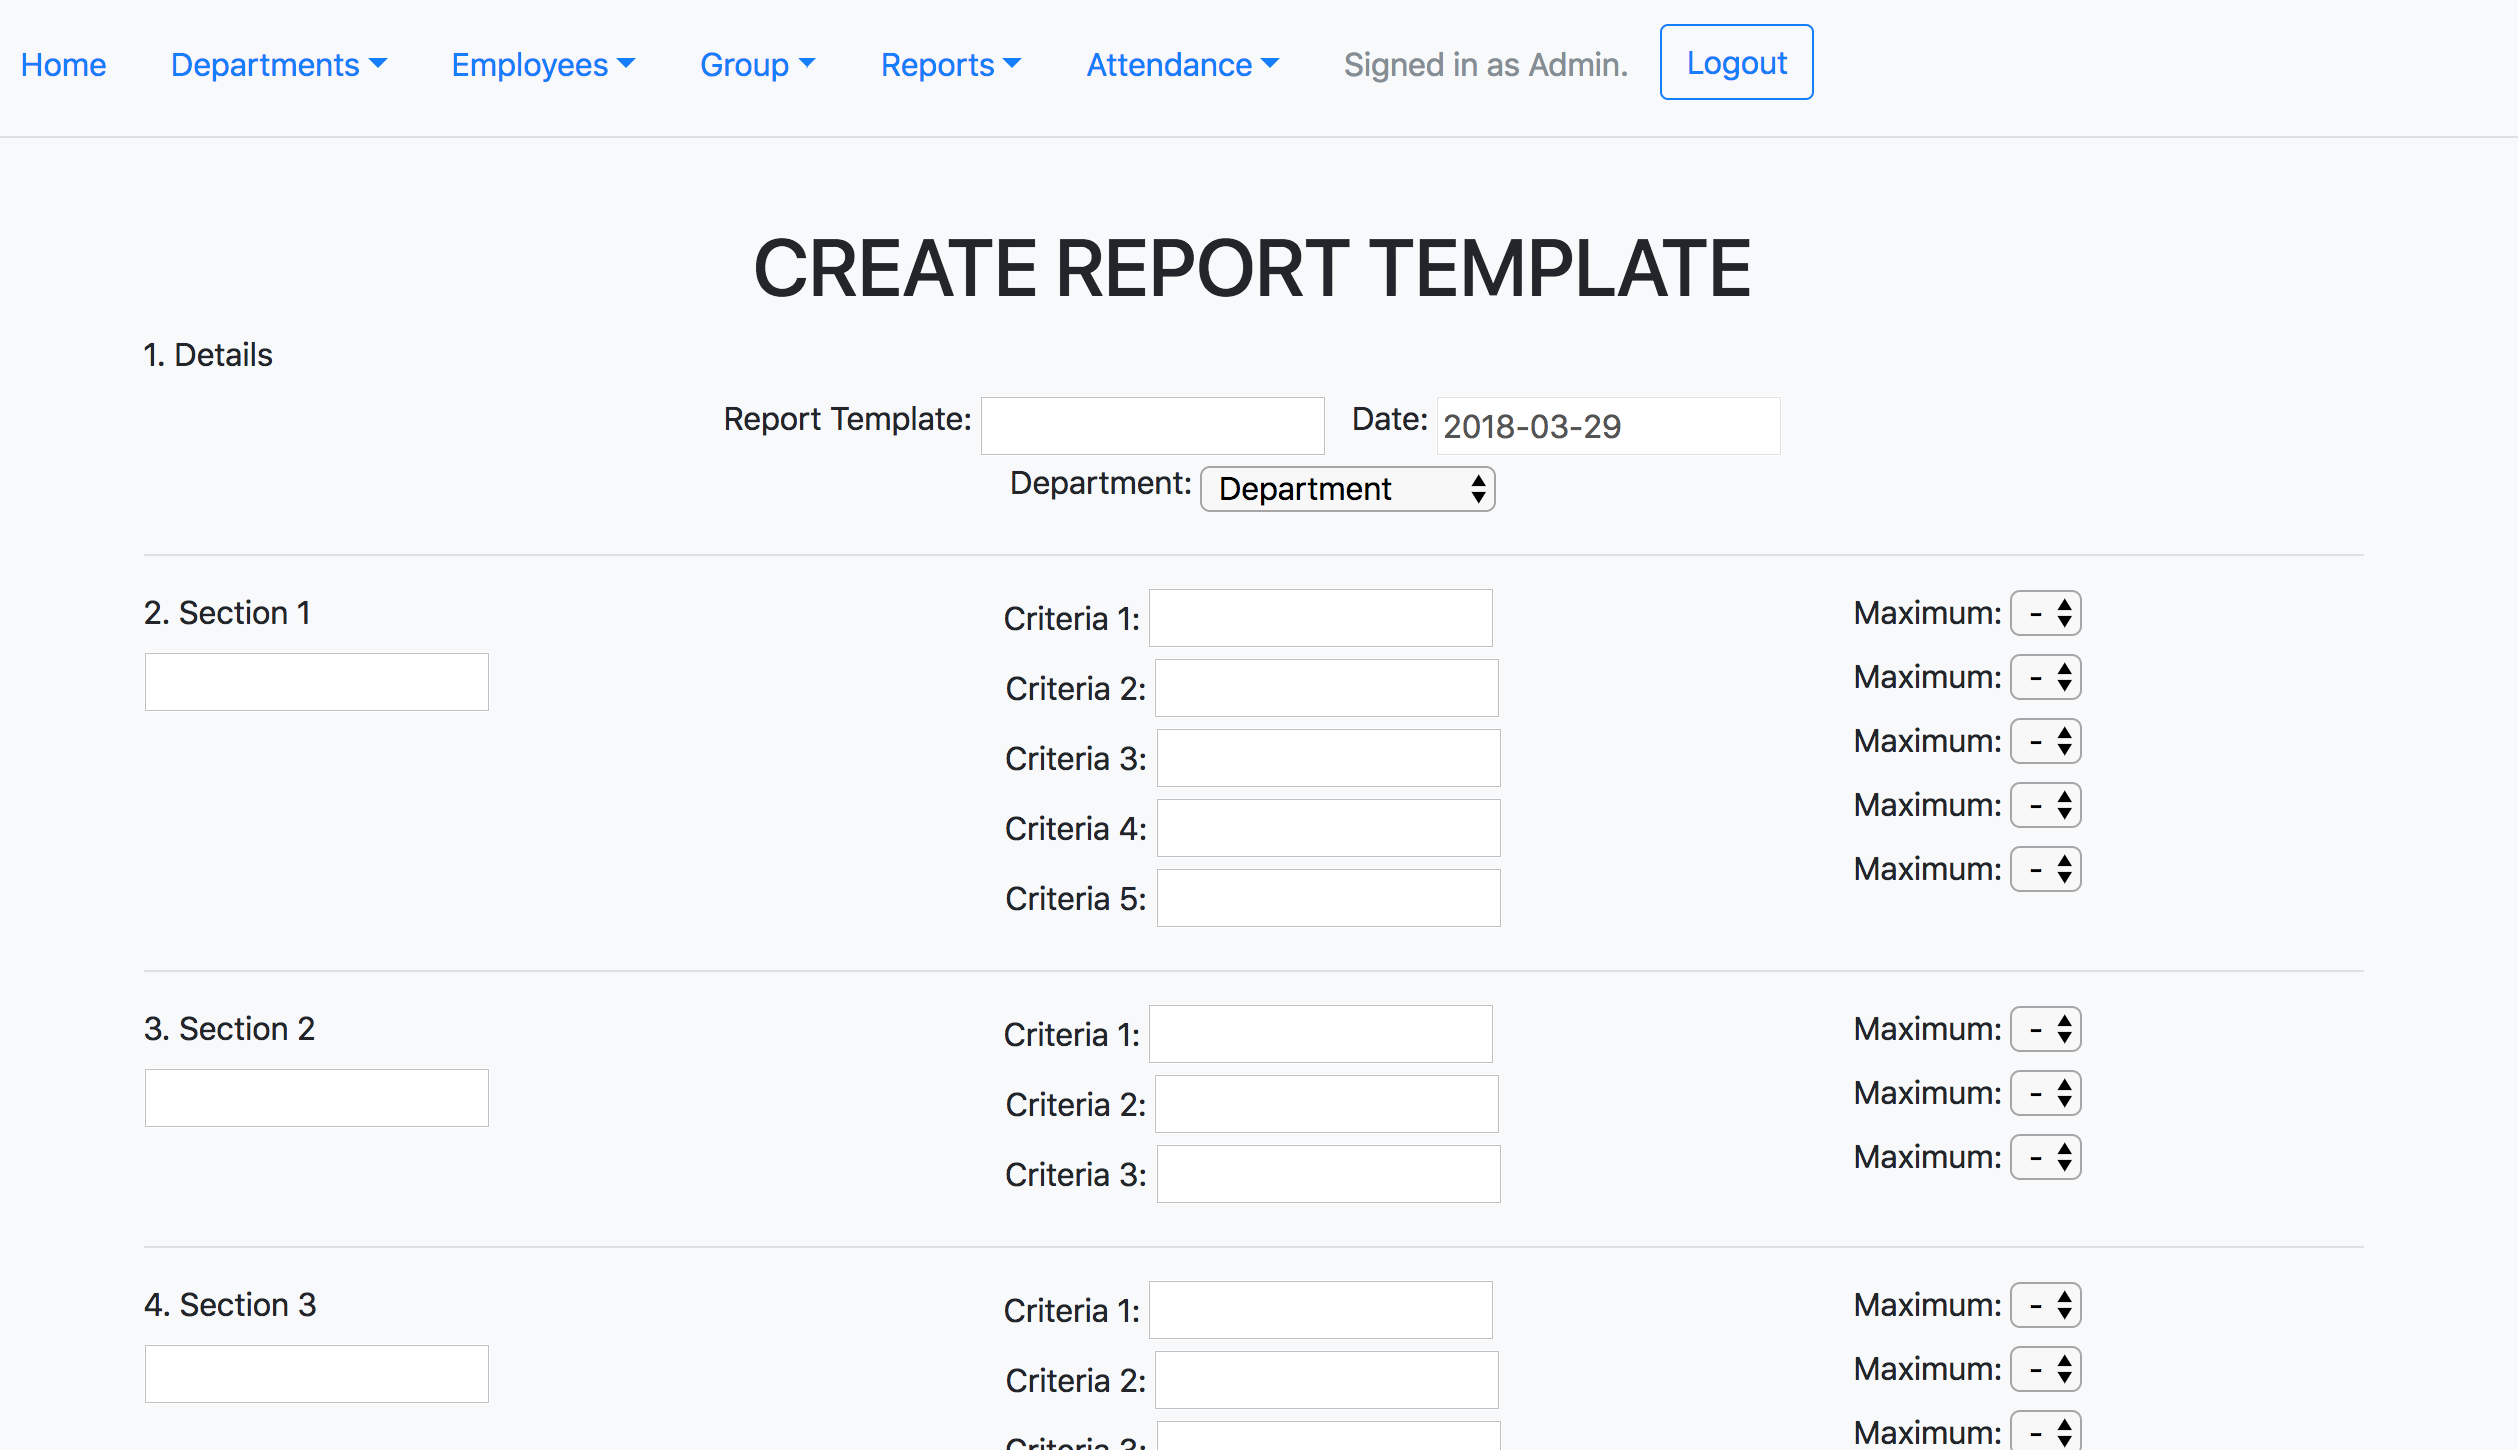 Home Departments Employees Group Reports Attendance Signed in as Admin. Logout
CREATE REPORT TEMPLATE
1. Details
Report Template: Date: 2018-03-29
Department: Department
2. Section 1 Criteria 1: Maximum: -
Criteria 2: Maximum: -
Criteria 3: Maximum: -
Criteria 4: Maximum: -
Criteria 5: Maximum: -
3. Section 2 Criteria 1: Maximum: -
Criteria 2: Maximum: -
Criteria 3: Maximum: -
4. Section 3 Criteria 1: Maximum: -
Criteria 2: Maximum: -
Criteria 3: Maximum: -